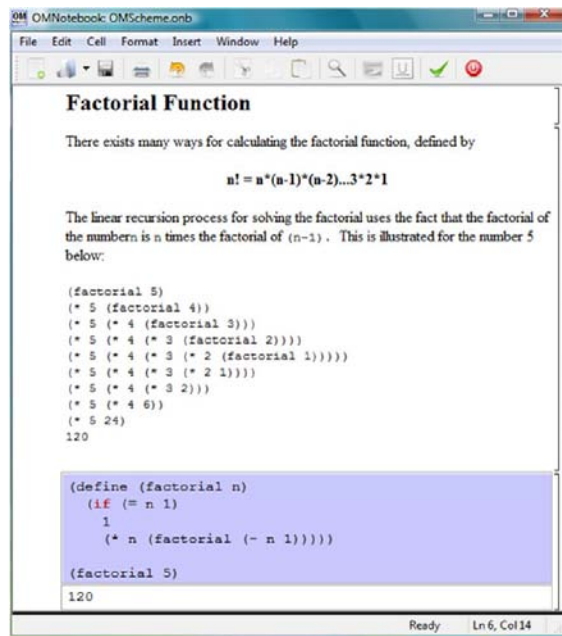 OMNotebook: OMScheme.onb
File Edit Cell Format Insert Window Help
Factorial Function
There exists many ways for calculating the factorial function, defined by
n! = n*(n-1)*(n-2)...3*2*1
The linear recursion process for solving the factorial uses the fact that the factorial of
the numbern is n times the factorial of (n-1). This is illustrated for the number 5
below:
(factorial 5)
(* 5 (factorial 4))
(* 5 (* 4 (factorial 3)))
(* 5 (* 4 (* 3 (factorial 2))))
(* 5 (* 4 (* 3 (* 2 (factorial 1)))))
(* 5 (* 4 (* 3 (* 2 1))))
(* 5 (* 4 (* 3 2)))
(* 5 (* 4 6))
(* 5 24)
120
(define (factorial n)
(if (= n 1)
1
(* n (factorial (- n 1)))))
(factorial 5)
120
Ready Ln 6, Col 14